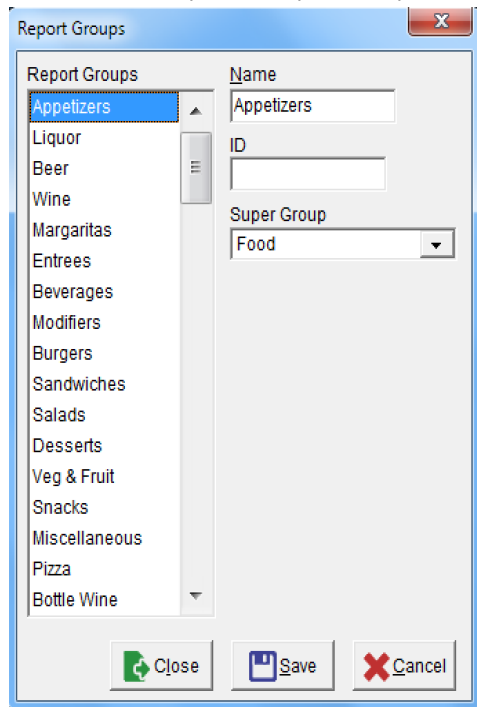 Report Groups
Report Groups
Appetizers
Liquor
Beer
Wine
Margaritas
Entrees
Beverages
Modifiers
Burgers
Sandwiches
Salads
Desserts
Veg & Fruit
Snacks
Miscellaneous
Pizza
Bottle Wine
Name
Appetizers
ID
Super Group
Food
Close
Save
Cancel